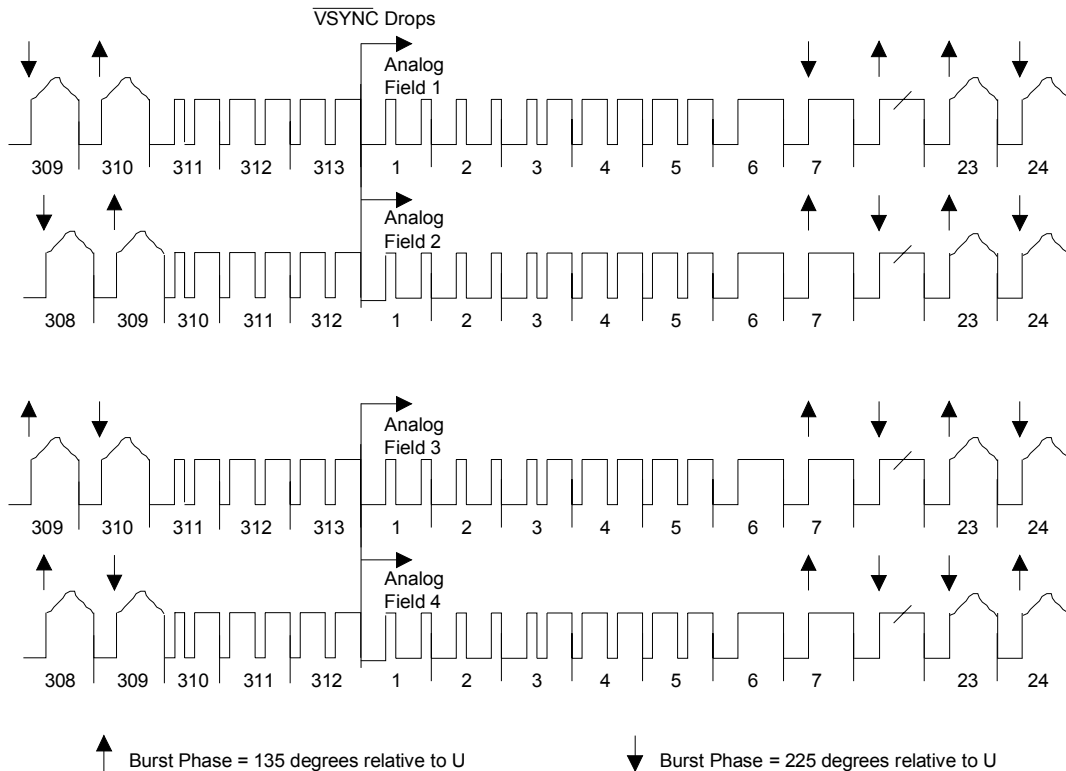 VSYNC Drops
Analog
Field 1
309 310 311 312 313 1 2 3 4 5 6 7 23 24
Analog
Field 2
308 309 310 311 312 1 2 3 4 5 6 7 23 24
Analog
Field 3
309 310 311 312 313 1 2 3 4 5 6 7 23 24
Analog
Field 4
308 309 310 311 312 1 2 3 4 5 6 7 23 24
Burst Phase = 135 degrees relative to U
Burst Phase = 225 degrees relative to U